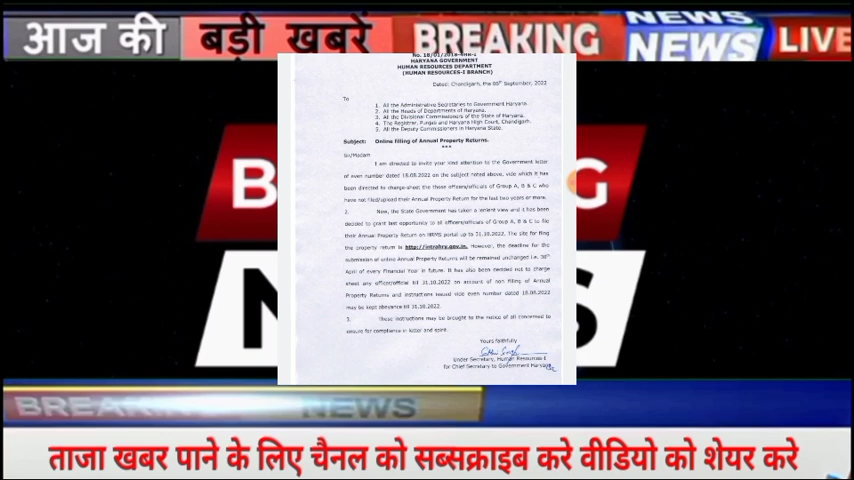 आज की
बड़ी खबरे
BREAKING
NEWS
NEWS
LIVE
B
G
N
S
HARYANA GOVERNMENT
HUMAN RESOURCES DEPARTMENT
(HUMAN RESOURCES-I BRANCH)
Dated: Chandigarh, the 05th September, 2022
To
1. All the Administrative Secretaries to Government Haryana.
2. All the Heads of Departments of Haryana.
3. All the Divisional Commissioners of the State of Haryana.
4. The Registrar, Punjab and Haryana High Court, Chandigarh.
5. All the Deputy Commissioners in Haryana State.
Subject: Online filling of Annual Property Returns.
***
Sir/Madam
I am directed to invite your kind attention to the Government letter
of even number dated 18.08.2022 on the subject noted above, vide which it has
been directed to charge-sheet the those officers/officials of Group A, B & C who
have not filed/upload their Annual Property Return for the last two years or more.
2. Now, the State Government has taken a lenient view and it has been
decided to grant last opportunity to all officers/officials of Group A, B & C to file
their Annual Property Return on HRMS portal up to 31.10.2022. The site for filing
the property return is http://intrahry.gov.in. However, the deadline for the
submission of online Annual Property Returns will be remained unchanged i.e. 30th
April of every Financial Year in future. It has also been decided not to charge
sheet any officer/official till 31.10.2022 on account of non filling of Annual
Property Returns and instructions issued vide even number dated 18.08.2022
may be kept abeyance till 31.10.2022.
3. These instructions may be brought to the notice of all concerned to
ensure for compliance in letter and spirit.
Yours faithfully
Under Secretary, Human Resources-I
for Chief Secretary to Government Haryana
BREAKING NEWS
ताजा खबर पाने के लिए चैनल को सब्सक्राइब करे वीडियो को शेयर करे